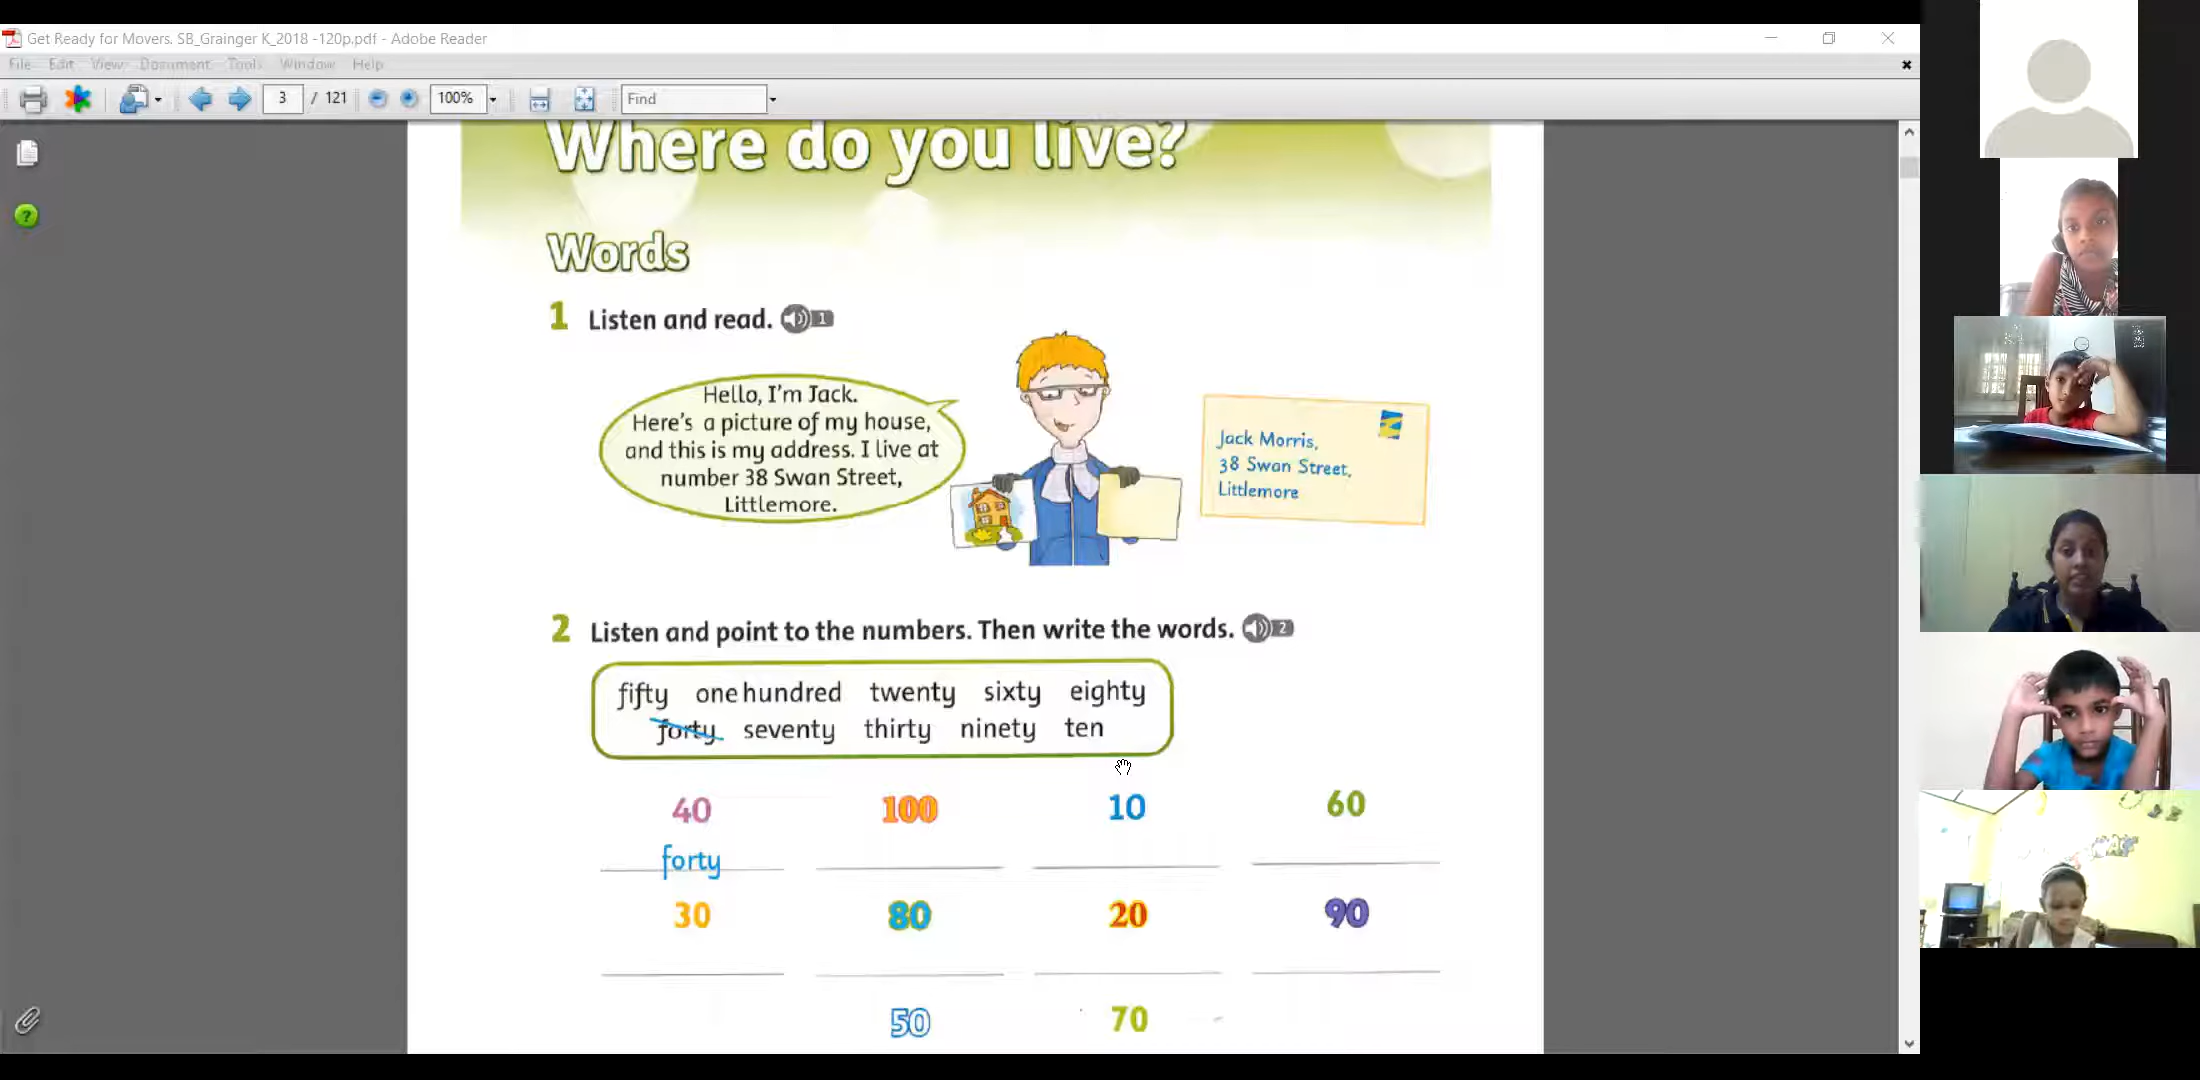 Get Ready for Movers. SB_Grainger K_2018 -120p.pdf - Adobe Reader
File Edit View Document Tools Window Help
3 / 121 100% Find
Where do you live?
Words
1 Listen and read. 1
Hello, I'm Jack.
Here's a picture of my house,
and this is my address. I live at
number 38 Swan Street,
Littlemore.
Jack Morris,
38 Swan Street,
Littlemore
2 Listen and point to the numbers. Then write the words. 2
fifty one hundred twenty sixty eighty
forty seventy thirty ninety ten
40 100 10 60
forty
30 80 20 90
50 70